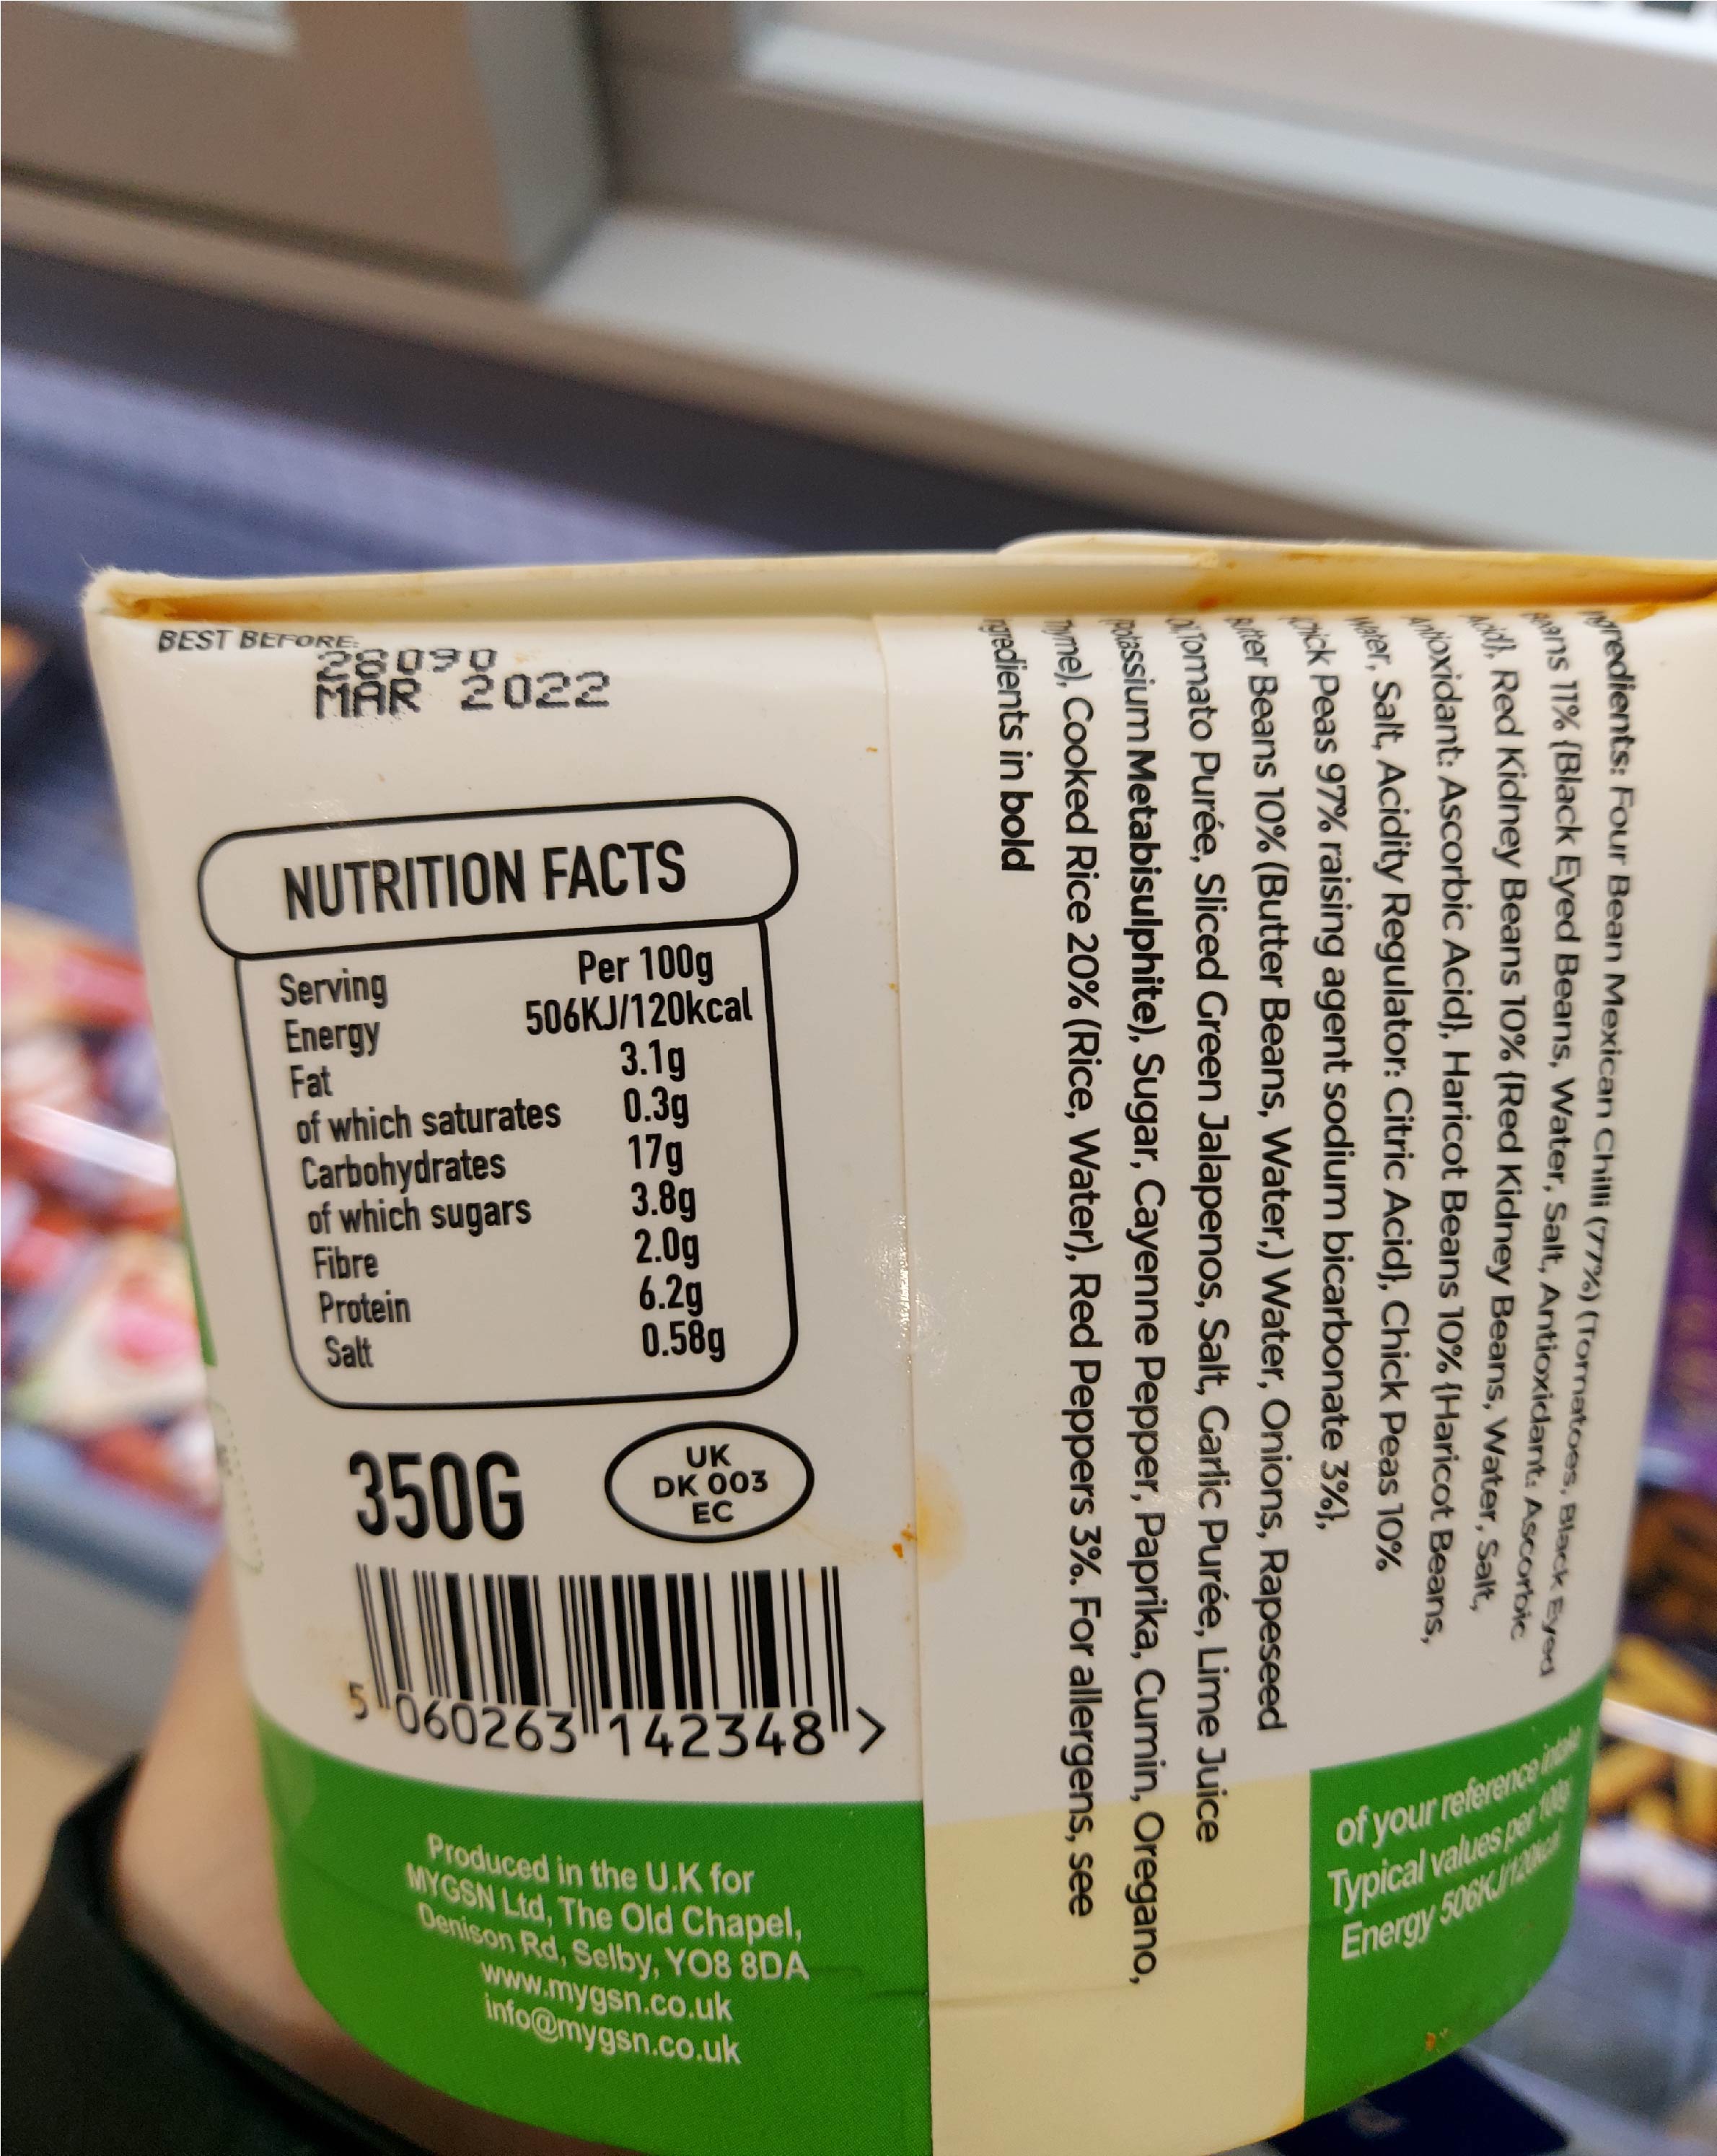 BEST BEFORE:
28090
MAR 2022
NUTRITION FACTS
Serving Per 100g
Energy 506KJ/120kcal
Fat 3.1g
of which saturates 0.3g
Carbohydrates 17g
of which sugars 3.8g
Fibre 2.0g
Protein 6.2g
Salt 0.58g
350G
UK
DK 003
EC
5 060263 142348 >
Produced in the U.K for
MYGSN Ltd, The Old Chapel,
Denison Rd, Selby, YO8 8DA
www.mygsn.co.uk
info@mygsn.co.uk
ngredients: Four Bean Mexican Chilli (77%) (Tomatoes, Black Eyed
Beans 11% {Black Eyed Beans, Water, Salt, Antioxidant: Ascorbic
Acid}, Red Kidney Beans 10% {Red Kidney Beans, Water, Salt,
Antioxidant: Ascorbic Acid}, Haricot Beans 10% {Haricot Beans,
Water, Salt, Acidity Regulator: Citric Acid}, Chick Peas 10%
{Chick Peas 97% raising agent sodium bicarbonate 3%},
Butter Beans 10% (Butter Beans, Water,) Water, Onions, Rapeseed
Oil, Tomato Purée, Sliced Green Jalapenos, Salt, Garlic Purée, Lime Juice
(Potassium Metabisulphite), Sugar, Cayenne Pepper, Paprika, Cumin, Oregano,
Thyme), Cooked Rice 20% (Rice, Water), Red Peppers 3%. For allergens, see
ingredients in bold
of your reference intake
Typical values per 100g:
Energy 506KJ/120kcal